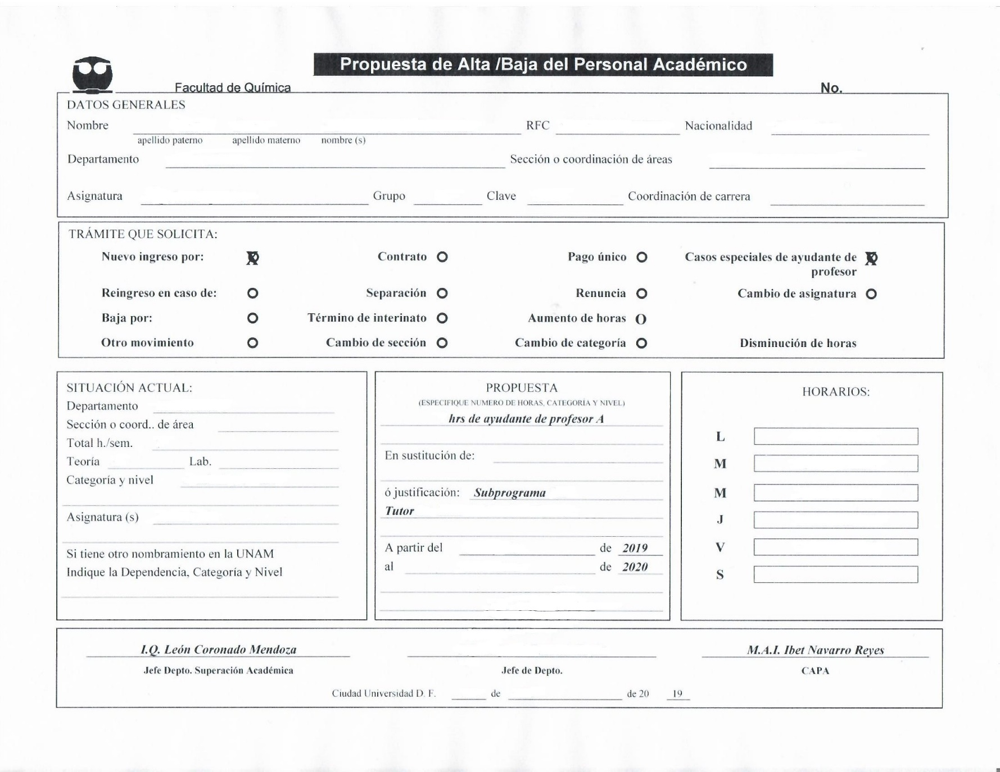 Propuesta de Alta /Baja del Personal Académico
Facultad de Química No.
DATOS GENERALES
Nombre RFC Nacionalidad
apellido paterno apellido materno nombre (s)
Departamento Sección o coordinación de áreas
Asignatura Grupo Clave Coordinación de carrera
TRÁMITE QUE SOLICITA:
Nuevo ingreso por: X Contrato O Pago único O Casos especiales de ayudante de X
profesor
Reingreso en caso de: O Separación O Renuncia O Cambio de asignatura O
Baja por: O Término de interinato O Aumento de horas O
Otro movimiento O Cambio de sección O Cambio de categoría O Disminución de horas
SITUACIÓN ACTUAL:
Departamento
Sección o coord.. de área
Total h./sem.
Teoría Lab.
Categoría y nivel
Asignatura (s)
Si tiene otro nombramiento en la UNAM
Indique la Dependencia, Categoría y Nivel
PROPUESTA
(ESPECIFIQUE NUMERO DE HORAS, CATEGORÍA Y NIVEL)
hrs de ayudante de profesor A
En sustitución de:
ó justificación: Subprograma
Tutor
A partir del de 2019
al de 2020
HORARIOS:
L
M
M
J
V
S
I.Q. León Coronado Mendoza M.A.I. Ibet Navarro Reyes
Jefe Depto. Superación Académica Jefe de Depto. CAPA
Ciudad Universidad D. F. de de 20 19